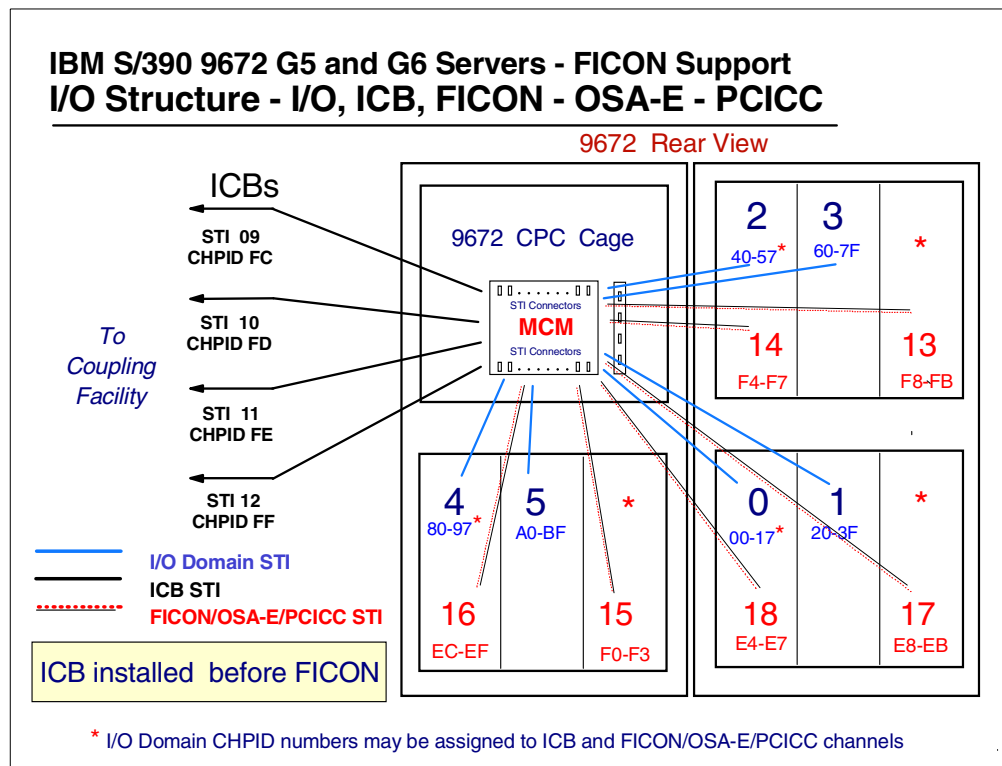 IBM S/390 9672 G5 and G6 Servers - FICON Support
I/O Structure - I/O, ICB, FICON - OSA-E - PCICC
9672 Rear View
ICBs
STI 09
CHPID FC
STI 10
CHPID FD
To
Coupling
Facility
STI 11
CHPID FE
STI 12
CHPID FF
9672 CPC Cage
STI Connectors
MCM
STI Connectors
2
40-57*
3
60-7F
*
14
F4-F7
13
F8-FB
4
80-97*
5
A0-BF
*
16
EC-EF
15
F0-F3
0
00-17*
1
20-3F
*
18
E4-E7
17
E8-EB
I/O Domain STI
ICB STI
FICON/OSA-E/PCICC STI
ICB installed before FICON
* I/O Domain CHPID numbers may be assigned to ICB and FICON/OSA-E/PCICC channels